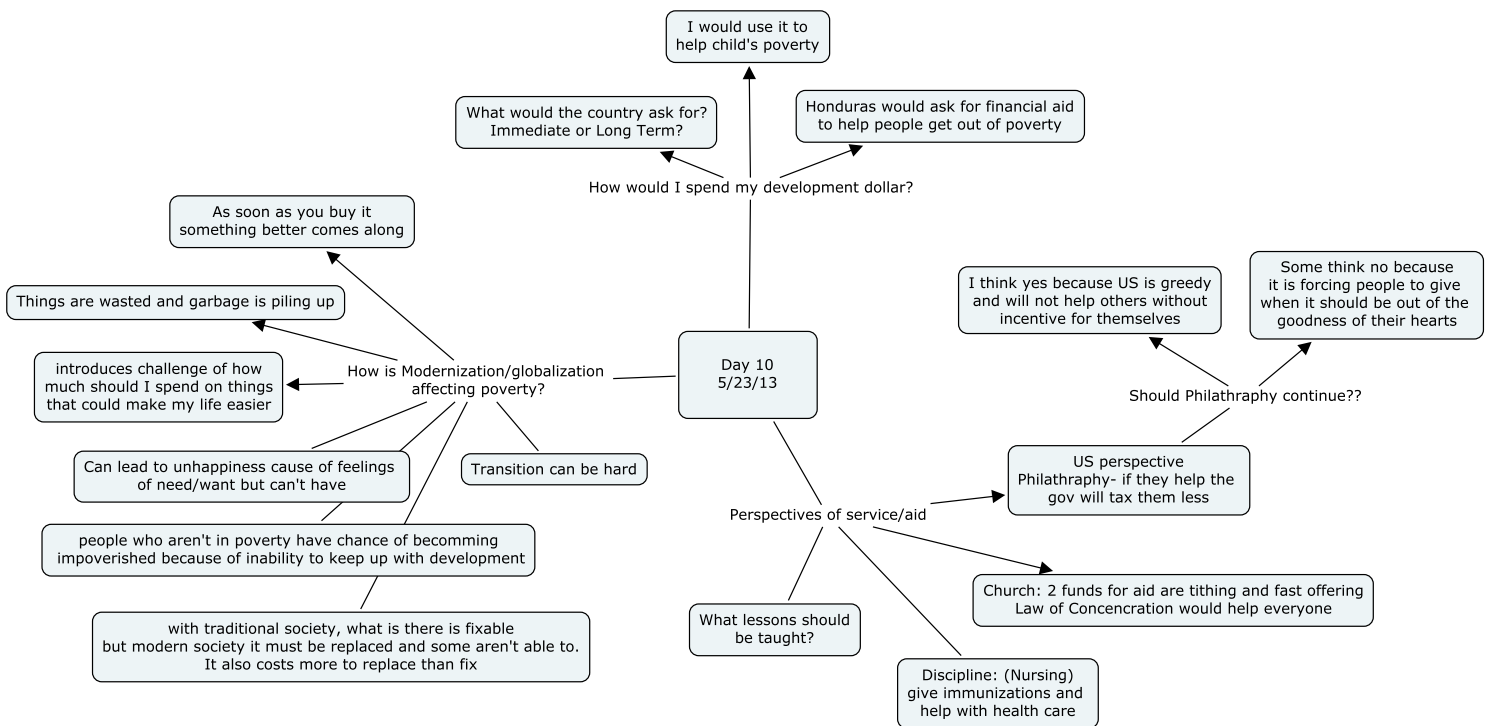 I would use it to
help child's poverty
What would the country ask for?
Immediate or Long Term?
Honduras would ask for financial aid
to help people get out of poverty
How would I spend my development dollar?
As soon as you buy it
something better comes along
Things are wasted and garbage is piling up
introduces challenge of how
much should I spend on things
that could make my life easier
How is Modernization/globalization
affecting poverty?
Day 10
5/23/13
I think yes because US is greedy
and will not help others without
incentive for themselves
Some think no because
it is forcing people to give
when it should be out of the
goodness of their hearts
Should Philathraphy continue??
Can lead to unhappiness cause of feelings
of need/want but can't have
Transition can be hard
US perspective
Philathraphy- if they help the
gov will tax them less
Perspectives of service/aid
people who aren't in poverty have chance of becomming
impoverished because of inability to keep up with development
Church: 2 funds for aid are tithing and fast offering
Law of Concencration would help everyone
with traditional society, what is there is fixable
but modern society it must be replaced and some aren't able to.
It also costs more to replace than fix
What lessons should
be taught?
Discipline: (Nursing)
give immunizations and
help with health care